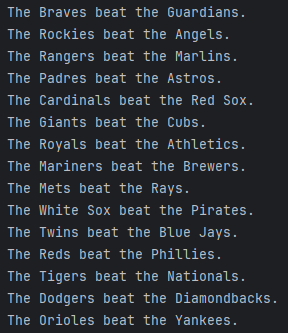 The Braves beat the Guardians.
The Rockies beat the Angels.
The Rangers beat the Marlins.
The Padres beat the Astros.
The Cardinals beat the Red Sox.
The Giants beat the Cubs.
The Royals beat the Athletics.
The Mariners beat the Brewers.
The Mets beat the Rays.
The White Sox beat the Pirates.
The Twins beat the Blue Jays.
The Reds beat the Phillies.
The Tigers beat the Nationals.
The Dodgers beat the Diamondbacks.
The Orioles beat the Yankees.